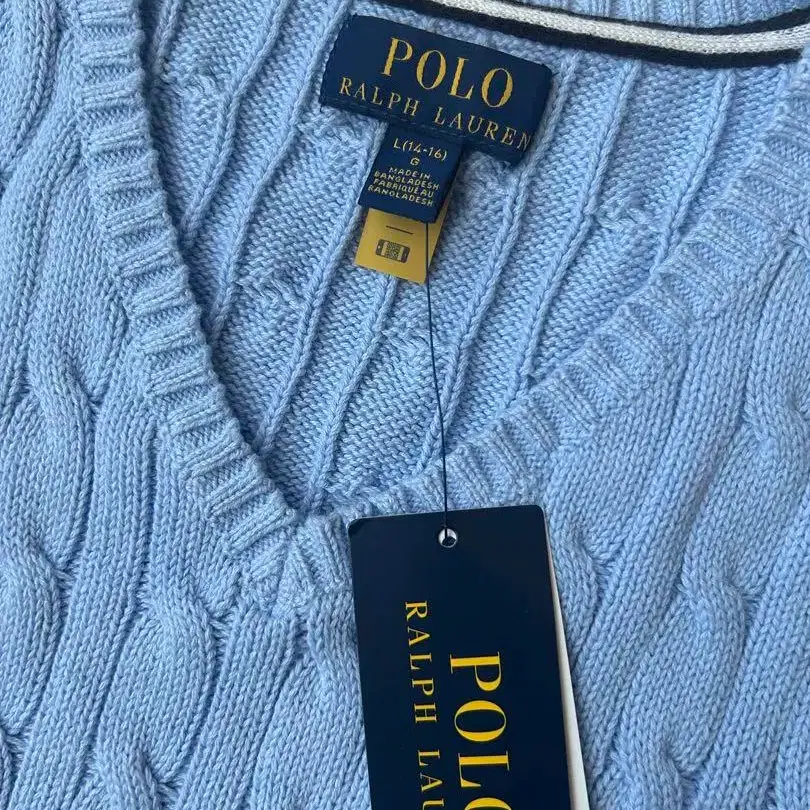 POLO
RALPH LAUREN
L(14-16)
G
MADE IN
BANGLADESH
FABRIQUÉ AU
BANGLADESH
POLO
RALPH LAU